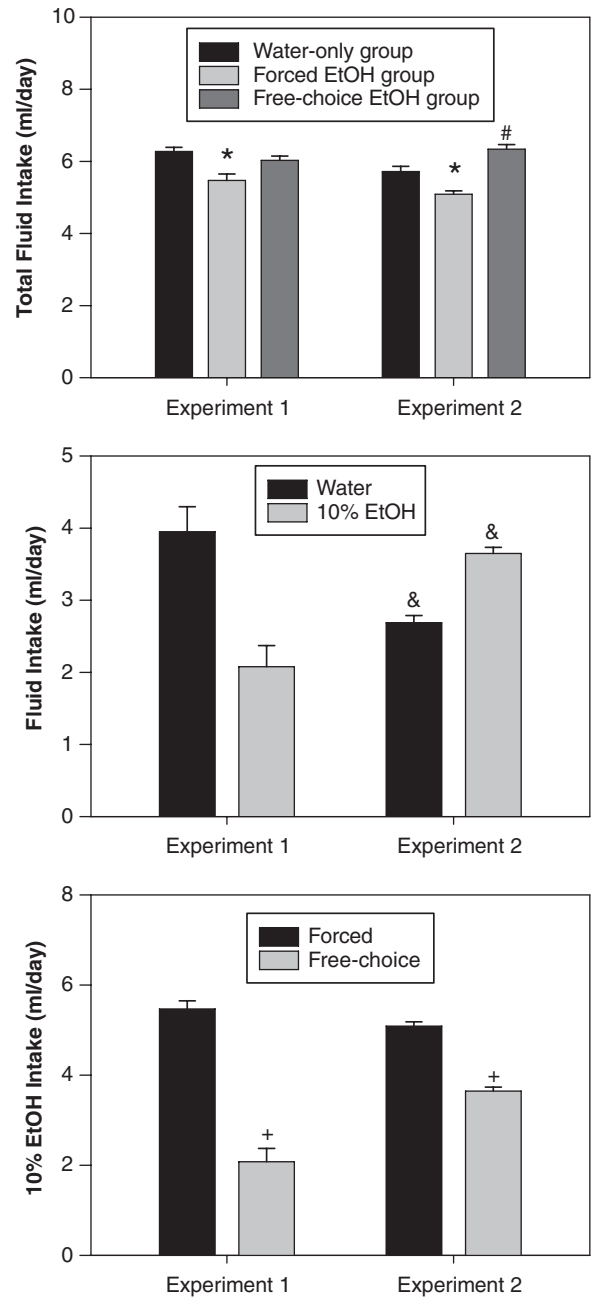 10
8
6
4
2
0
Total Fluid Intake (ml/day)
Water-only group
Forced EtOH group
Free-choice EtOH group
*
*
#
Experiment 1
Experiment 2
5
4
3
2
1
0
Fluid Intake (ml/day)
Water
10% EtOH
&
&
Experiment 1
Experiment 2
8
6
4
2
0
10% EtOH Intake (ml/day)
Forced
Free-choice
+
+
Experiment 1
Experiment 2